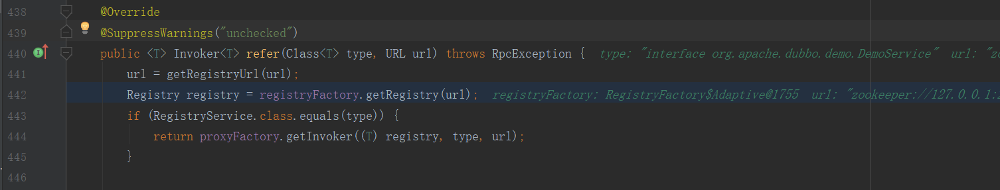 438 @Override
439 @SuppressWarnings("unchecked")
440 public <T> Invoker<T> refer(Class<T> type, URL url) throws RpcException { type: "interface org.apache.dubbo.demo.DemoService" url: "zo
441 url = getRegistryUrl(url);
442 Registry registry = registryFactory.getRegistry(url); registryFactory: RegistryFactory$Adaptive@1755 url: "zookeeper://127.0.0.1:2
443 if (RegistryService.class.equals(type)) {
444 return proxyFactory.getInvoker((T) registry, type, url);
445 }
446